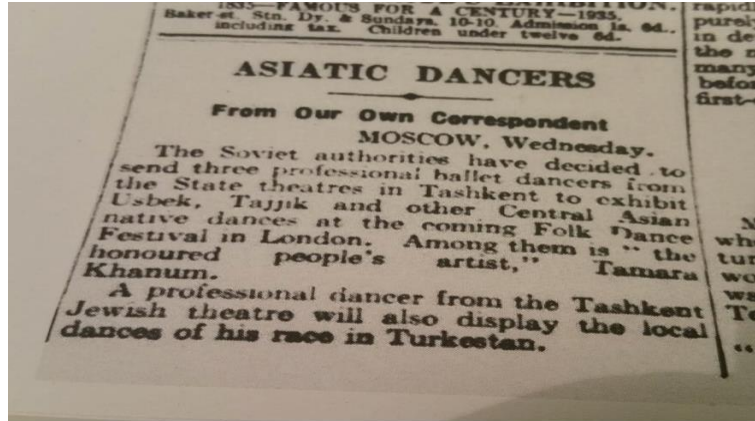 1835—FAMOUS FOR A CENTURY—1935.
Baker-st. Stn. Dy. & Sundays. 10-10. Admission 1s. 6d.,
including tax. Children under twelve 6d.
ASIATIC DANCERS
From Our Own Correspondent
MOSCOW, Wednesday.
The Soviet authorities have decided to
send three professional ballet dancers from
the State theatres in Tashkent to exhibit
Usbek, Tajjik and other Central Asian
native dances at the coming Folk Dance
Festival in London. Among them is "the
honoured people's artist," Tamara
Khanum.
A professional dancer from the Tashkent
Jewish theatre will also display the local
dances of his race in Turkestan.
rapid
purel
in de
the
many
befor
first-
wh
tur
wo
wa
Te
"